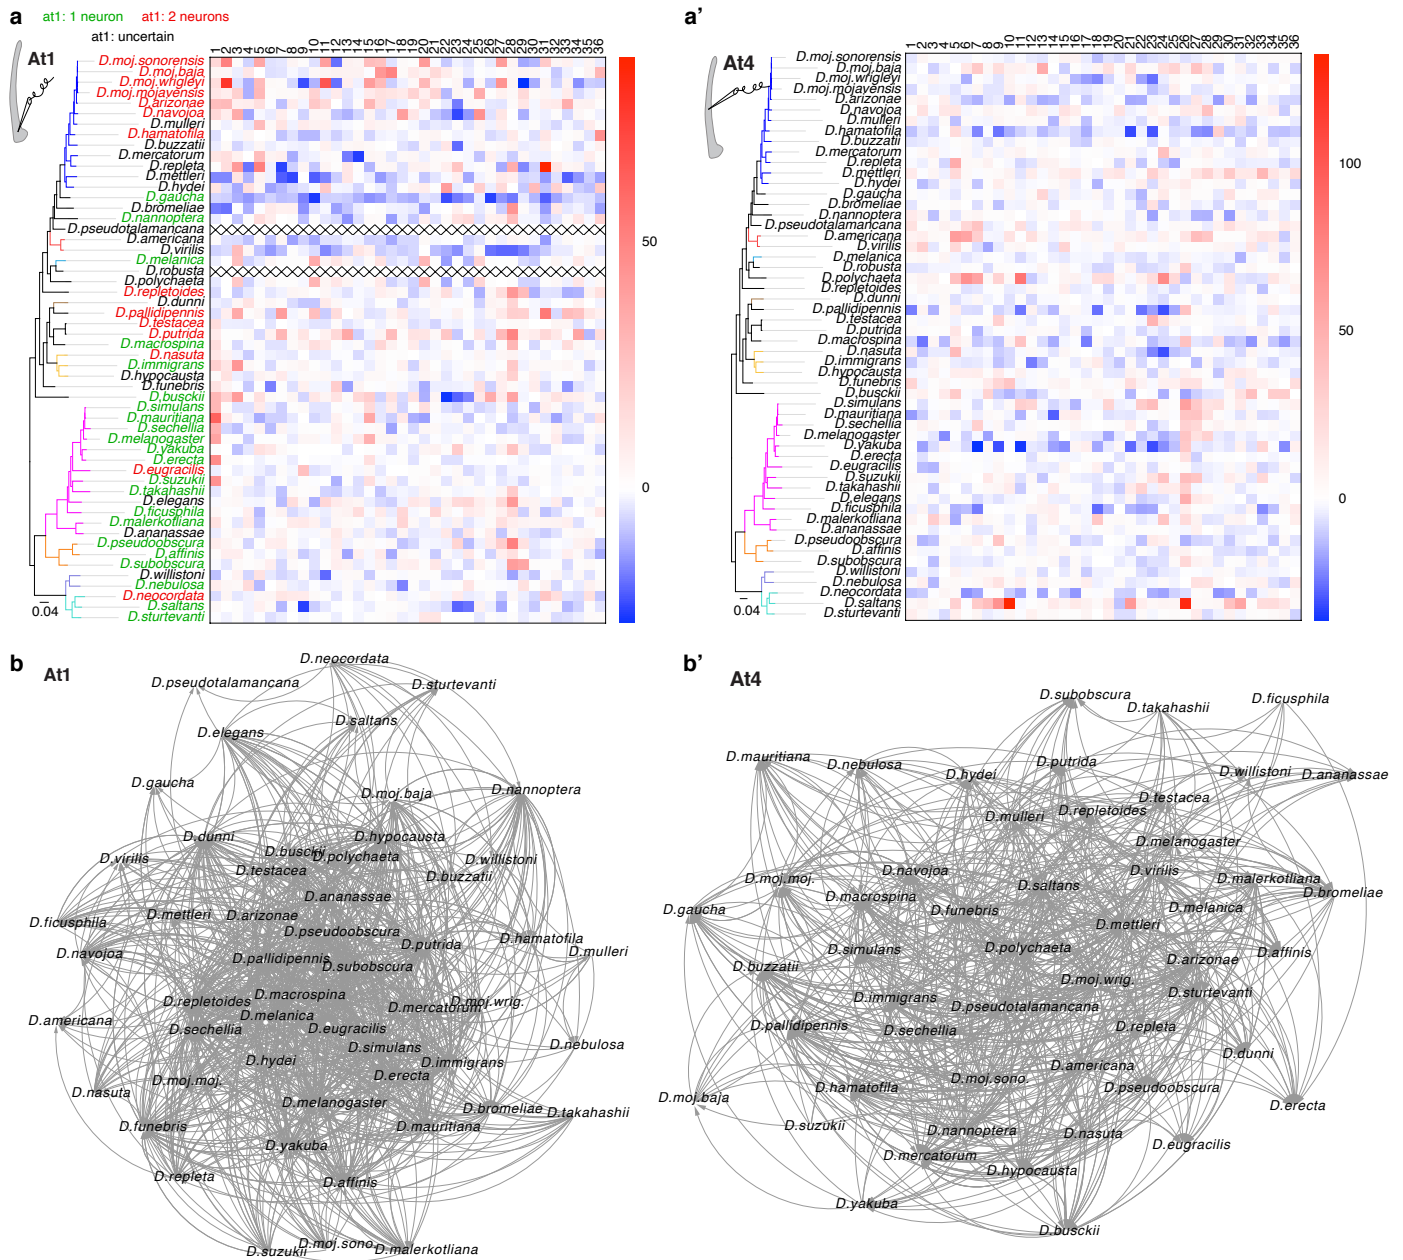 a
at1: 1 neuron at1: 2 neurons
at1: uncertain
At1
1 2 3 4 5 6 7 8 9 10 11 12 13 14 15 16 17 18 19 20 21 22 23 24 25 26 27 28 29 30 31 32 33 34 35 36
D.moj.sonorensis
D.moj.baja
D.moj.wrigleyi
D.moj.mojavensis
D.arizonae
D.navojoa
D.mulleri
D.hamatofila
D.buzzatii
D.mercatorum
D.repleta
D.mettleri
D.hydei
D.gaucha
D.bromeliae
D.nannoptera
D.pseudotalamancana
D.americana
D.virilis
D.melanica
D.robusta
D.polychaeta
D.repletoides
D.dunni
D.pallidipennis
D.testacea
D.putrida
D.macrospina
D.nasuta
D.immigrans
D.hypocausta
D.funebris
D.busckii
D.simulans
D.mauritiana
D.sechellia
D.melanogaster
D.yakuba
D.erecta
D.eugracilis
D.suzukii
D.takahashii
D.elegans
D.ficusphila
D.malerkotliana
D.ananassae
D.pseudoobscura
D.affinis
D.subobscura
D.willistoni
D.nebulosa
D.neocordata
D.saltans
D.sturtevanti
0.04
50
0
a'
At4
1 2 3 4 5 6 7 8 9 10 11 12 13 14 15 16 17 18 19 20 21 22 23 24 25 26 27 28 29 30 31 32 33 34 35 36
D.moj.sonorensis
D.moj.baja
D.moj.wrigleyi
D.moj.mojavensis
D.arizonae
D.navojoa
D.mulleri
D.hamatofila
D.buzzatii
D.mercatorum
D.repleta
D.mettleri
D.hydei
D.gaucha
D.bromeliae
D.nannoptera
D.pseudotalamancana
D.americana
D.virilis
D.melanica
D.robusta
D.polychaeta
D.repletoides
D.dunni
D.pallidipennis
D.testacea
D.putrida
D.macrospina
D.nasuta
D.immigrans
D.hypocausta
D.funebris
D.busckii
D.simulans
D.mauritiana
D.sechellia
D.melanogaster
D.yakuba
D.erecta
D.eugracilis
D.suzukii
D.takahashii
D.elegans
D.ficusphila
D.malerkotliana
D.ananassae
D.pseudoobscura
D.affinis
D.subobscura
D.willistoni
D.nebulosa
D.neocordata
D.saltans
D.sturtevanti
0.04
100
50
0
b
At1
D.neocordata
D.pseudotalamancana
D.sturtevanti
D.saltans
D.elegans
D.gaucha
D.moj.baja
D.nannoptera
D.dunni
D.hypocausta
D.busckii
D.polychaeta
D.virilis
D.willistoni
D.testacea
D.buzzatii
D.ananassae
D.ficusphila
D.mettleri
D.arizonae
D.pseudoobscura
D.putrida
D.hamatofila
D.navojoa
D.mulleri
D.pallidipennis
D.subobscura
D.repletoides
D.macrospina
D.mercatorum
D.moj.wrig.
D.melanica
D.americana
D.sechellia
D.eugracilis
D.simulans
D.nebulosa
D.hydei
D.immigrans
D.erecta
D.moj.moj.
D.nasuta
D.melanogaster
D.bromeliae
D.takahashii
D.funebris
D.mauritiana
D.yakuba
D.repleta
D.affinis
D.suzukii
D.moj.sono.
D.malerkotliana
b'
At4
D.subobscura
D.takahashii
D.ficusphila
D.mauritiana
D.nebulosa
D.hydei
D.putrida
D.willistoni
D.ananassae
D.testacea
D.mulleri
D.repletoides
D.melanogaster
D.navojoa
D.virilis
D.moj.moj.
D.saltans
D.malerkotliana
D.bromeliae
D.macrospina
D.gaucha
D.funebris
D.melanica
D.mettleri
D.simulans
D.polychaeta
D.affinis
D.buzzatii
D.arizonae
D.moj.wrig.
D.sturtevanti
D.immigrans
D.pseudotalamancana
D.pallidipennis
D.sechellia
D.repleta
D.dunni
D.americana
D.moj.sono.
D.hamatofila
D.pseudoobscura
D.moj.baja
D.erecta
D.suzukii
D.nannoptera
D.nasuta
D.eugracilis
D.mercatorum
D.hypocausta
D.yakuba
D.busckii